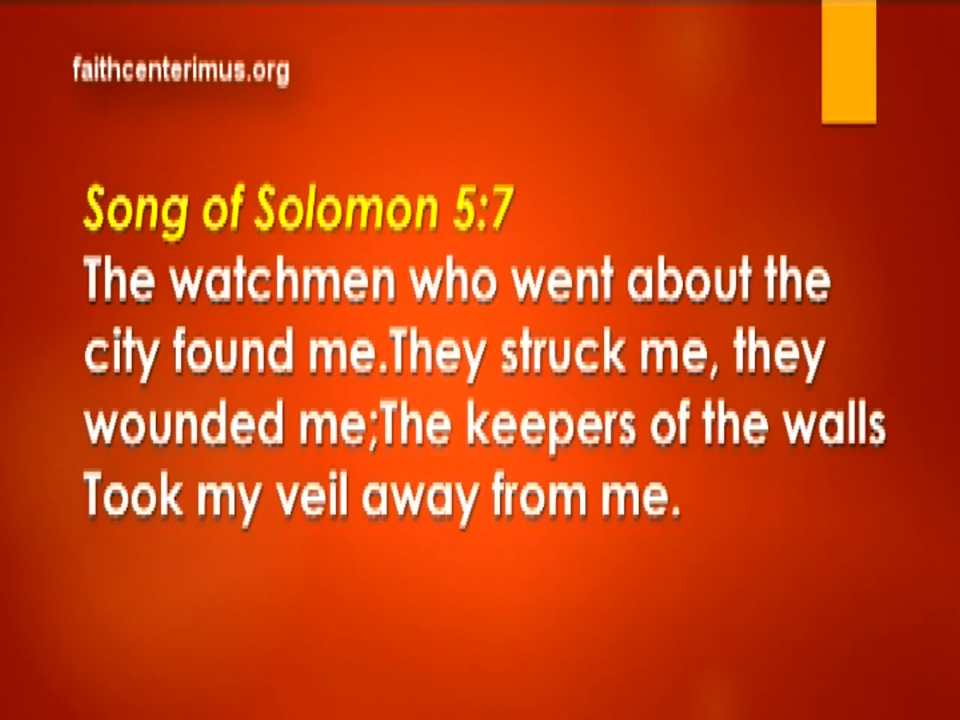 faithcenterimus.org
Song of Solomon 5:7
The watchmen who went about the
city found me.They struck me, they
wounded me;The keepers of the walls
Took my veil away from me.